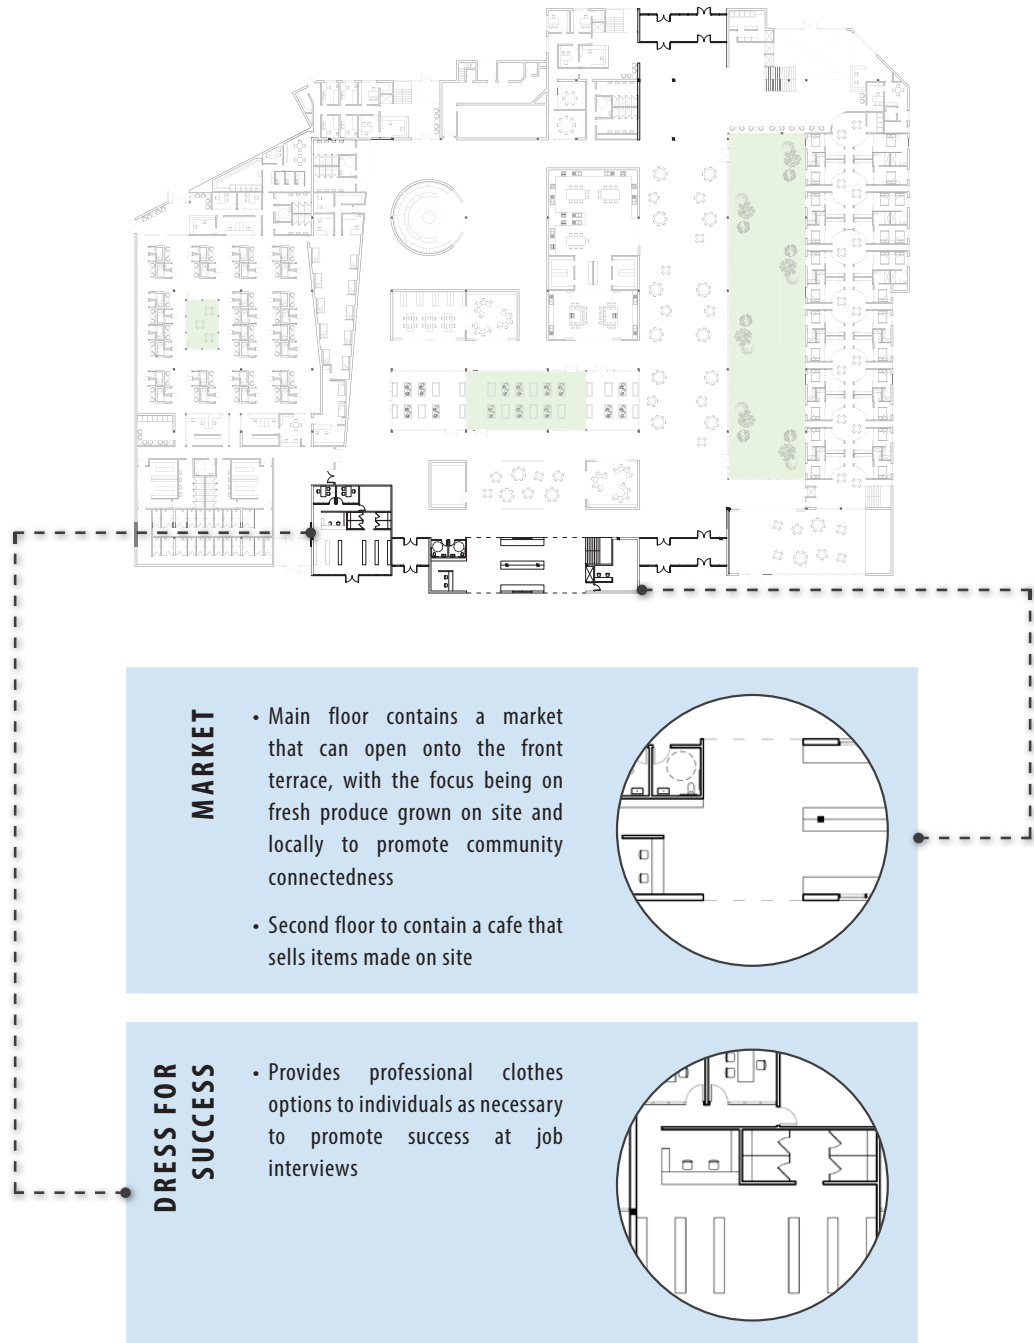 MARKET
• Main floor contains a market
that can open onto the front
terrace, with the focus being on
fresh produce grown on site and
locally to promote community
connectedness
• Second floor to contain a cafe that
sells items made on site
DRESS FOR
SUCCESS
• Provides professional clothes
options to individuals as necessary
to promote success at job
interviews